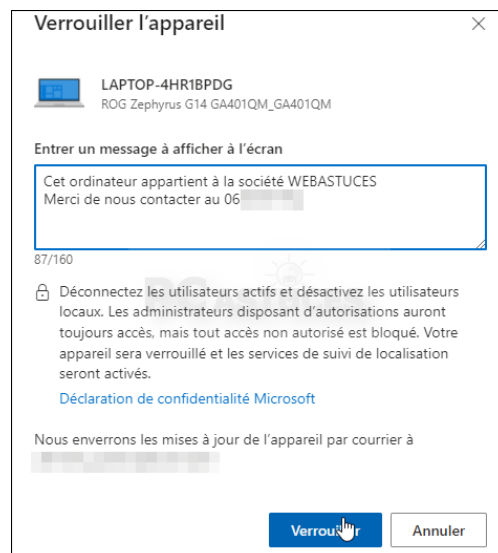 Verrouiller l'appareil
LAPTOP-4HR1BPDG
ROG Zephyrus G14 GA401QM_GA401QM
Entrer un message à afficher à l'écran
Cet ordinateur appartient à la société WEBASTUCES
Merci de nous contacter au 06
87/160
Déconnectez les utilisateurs actifs et désactivez les utilisateurs
locaux. Les administrateurs disposant d'autorisations auront
toujours accès, mais tout accès non autorisé est bloqué. Votre
appareil sera verrouillé et les services de suivi de localisation
seront activés.
Déclaration de confidentialité Microsoft
Nous enverrons les mises à jour de l'appareil par courrier à
Verrouiller
Annuler